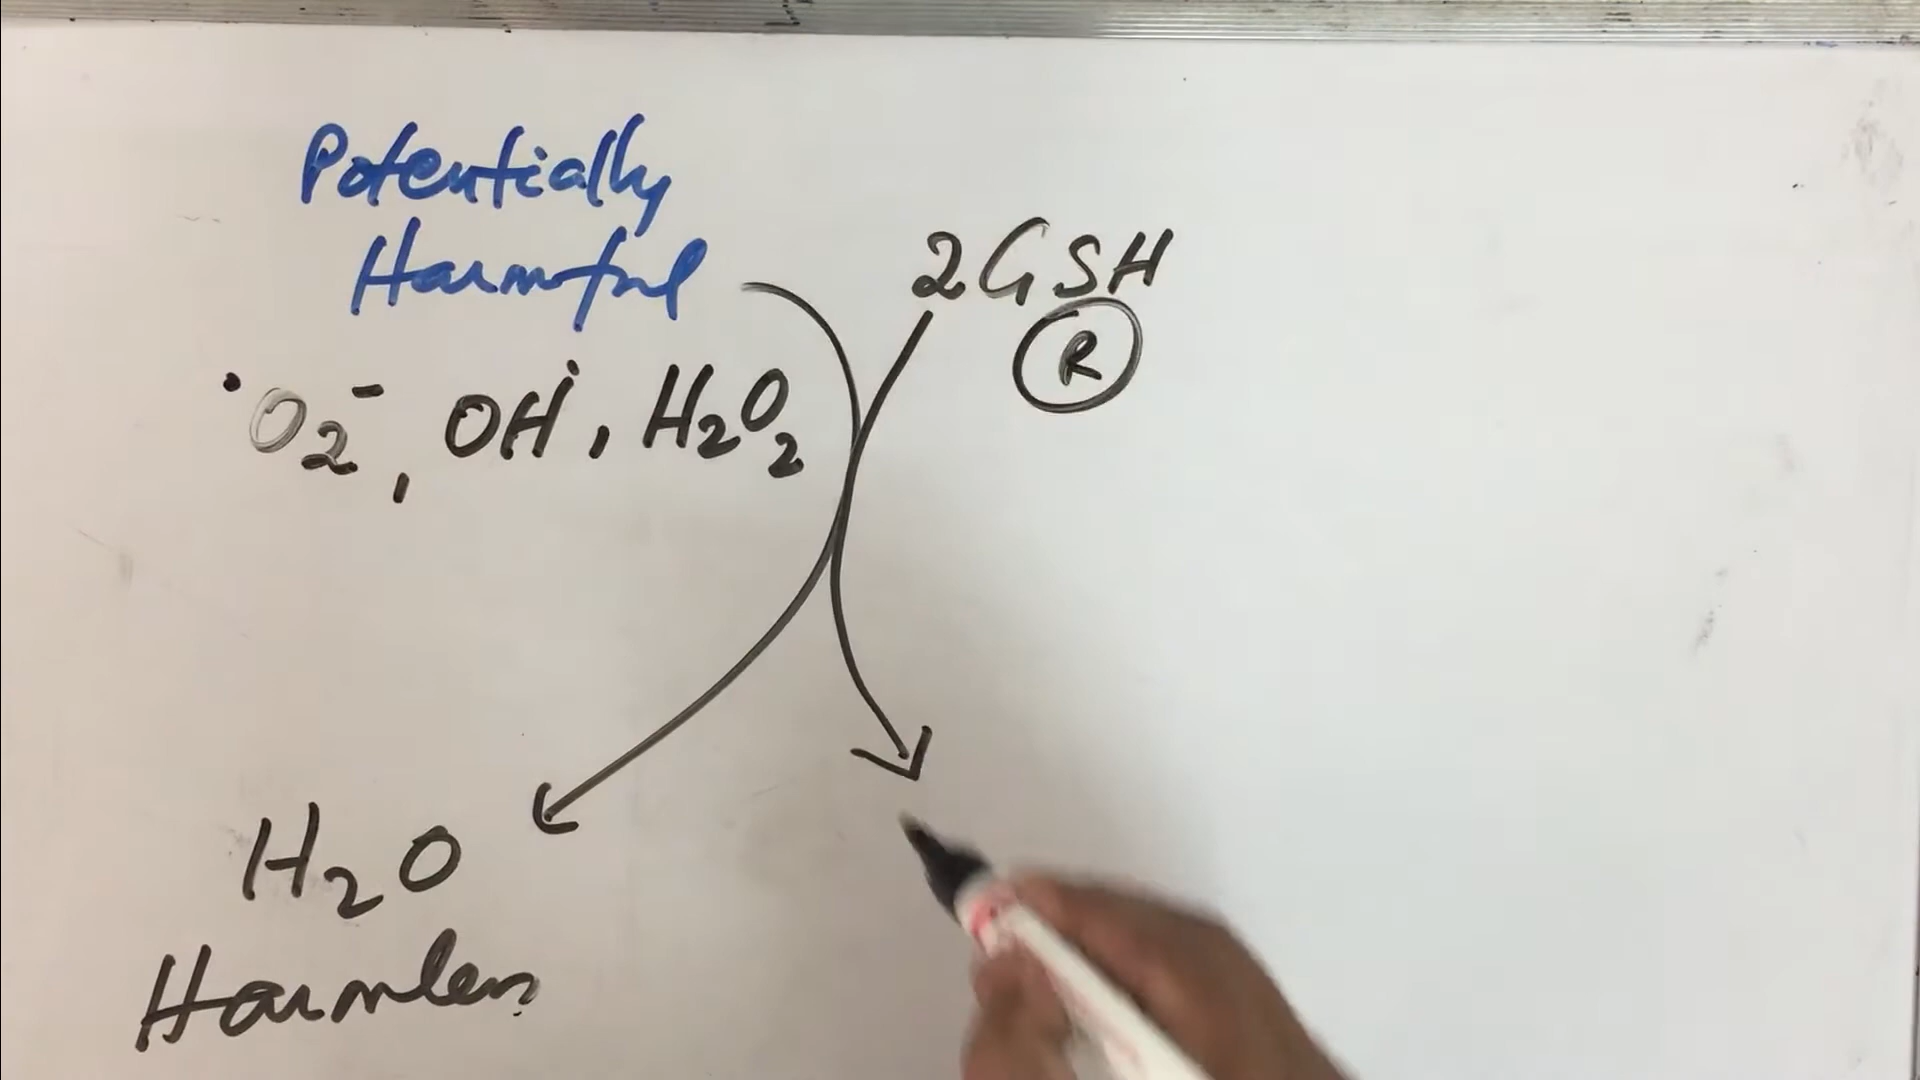 Potentially
Harmful
2GSH
R
•O₂⁻, OH•, H₂O₂
H₂O
Harmless